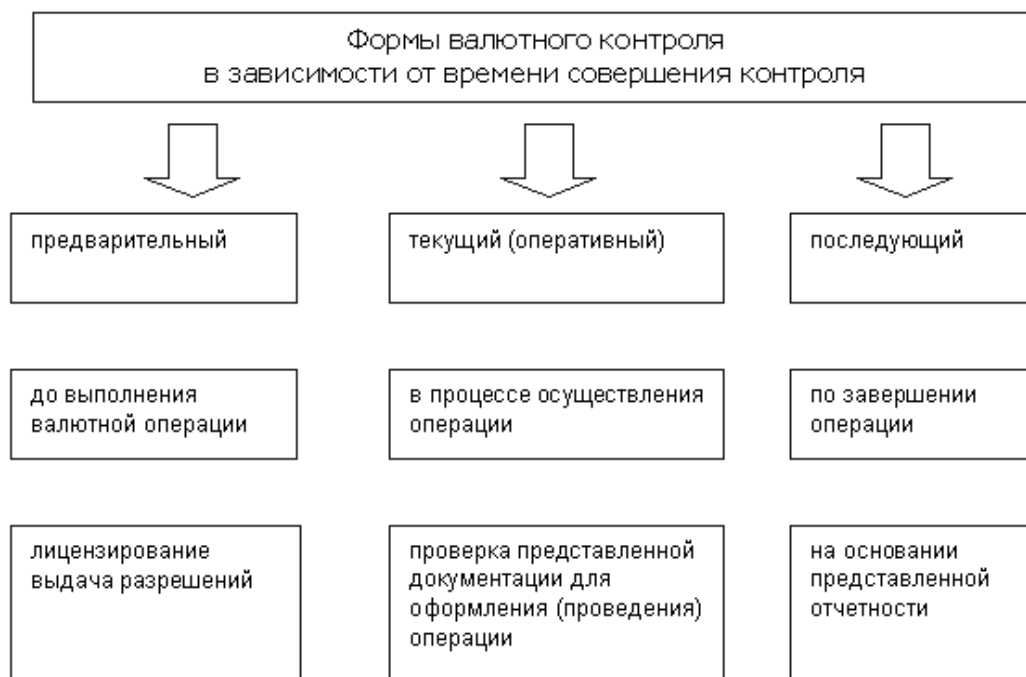 Формы валютного контроля
в зависимости от времени совершения контроля
предварительный
текущий (оперативный)
последующий
до выполнения
валютной операции
в процессе осуществления
операции
по завершении
операции
лицензирование
выдача разрешений
проверка представленной
документации для
оформления (проведения)
операции
на основании
представленной
отчетности